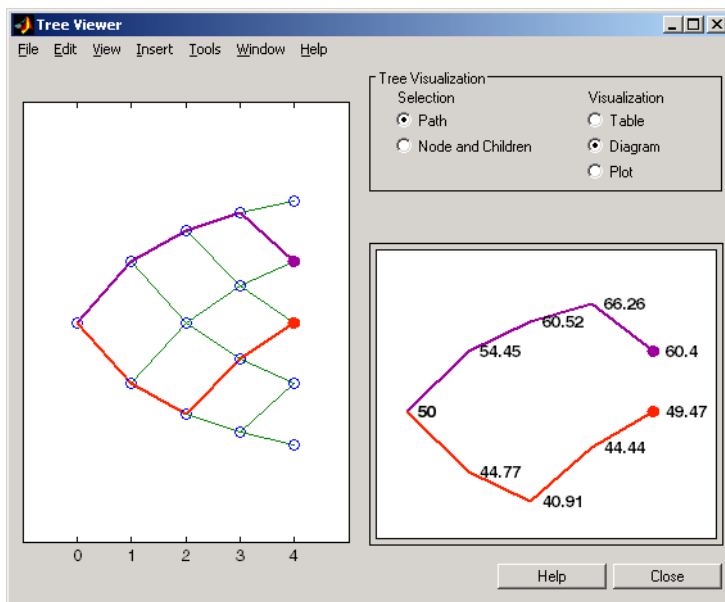 Tree Viewer
File Edit View Insert Tools Window Help
Tree Visualization
Selection
Path
Node and Children
Visualization
Table
Diagram
Plot
0 1 2 3 4
66.26
60.52
54.45
60.4
50
49.47
44.77
44.44
40.91
Help
Close